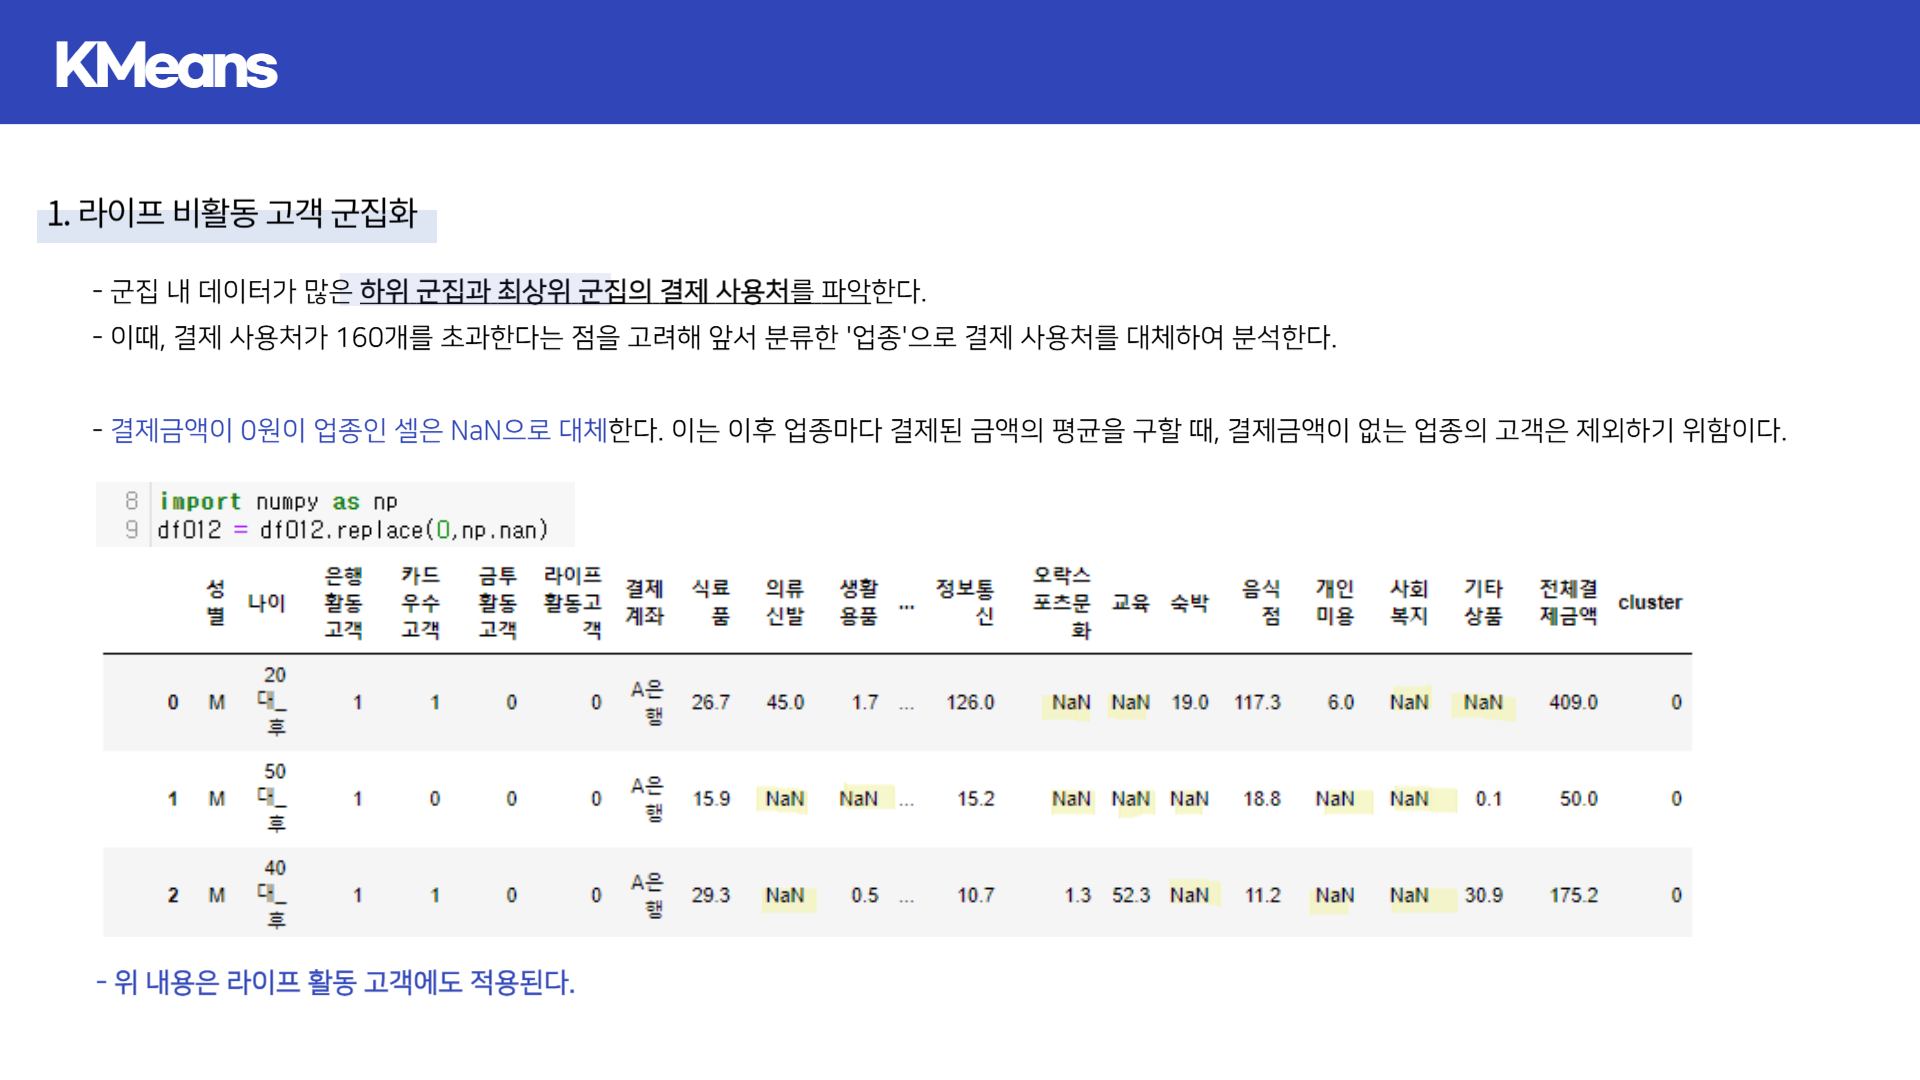 KMeans
1. 라이프 비활동 고객 군집화
- 군집 내 데이터가 많은 하위 군집과 최상위 군집의 결제 사용처를 파악한다.
- 이때, 결제 사용처가 160개를 초과한다는 점을 고려해 앞서 분류한 '업종'으로 결제 사용처를 대체하여 분석한다.
- 결제금액이 0원이 업종인 셀은 NaN으로 대체한다. 이는 이후 업종마다 결제된 금액의 평균을 구할 때, 결제금액이 없는 업종의 고객은 제외하기 위함이다.
8 import numpy as np
9 df012 = df012.replace(0,np.nan)
성별 나이 은행활동고객 카드우수고객 금투활동고객 라이프활동고객 결제계좌 식료품 의류신발 생활용품 ... 정보통신 오락스포츠문화 교육 숙박 음식점 개인미용 사회복지 기타상품 전체결제금액 cluster
0 M 20대_후 1 1 0 0 A은행 26.7 45.0 1.7 ... 126.0 NaN NaN 19.0 117.3 6.0 NaN NaN 409.0 0
1 M 50대_후 1 0 0 0 A은행 15.9 NaN NaN ... 15.2 NaN NaN NaN 18.8 NaN NaN 0.1 50.0 0
2 M 40대_후 1 1 0 0 A은행 29.3 NaN 0.5 ... 10.7 1.3 52.3 NaN 11.2 NaN NaN 30.9 175.2 0
- 위 내용은 라이프 활동 고객에도 적용된다.